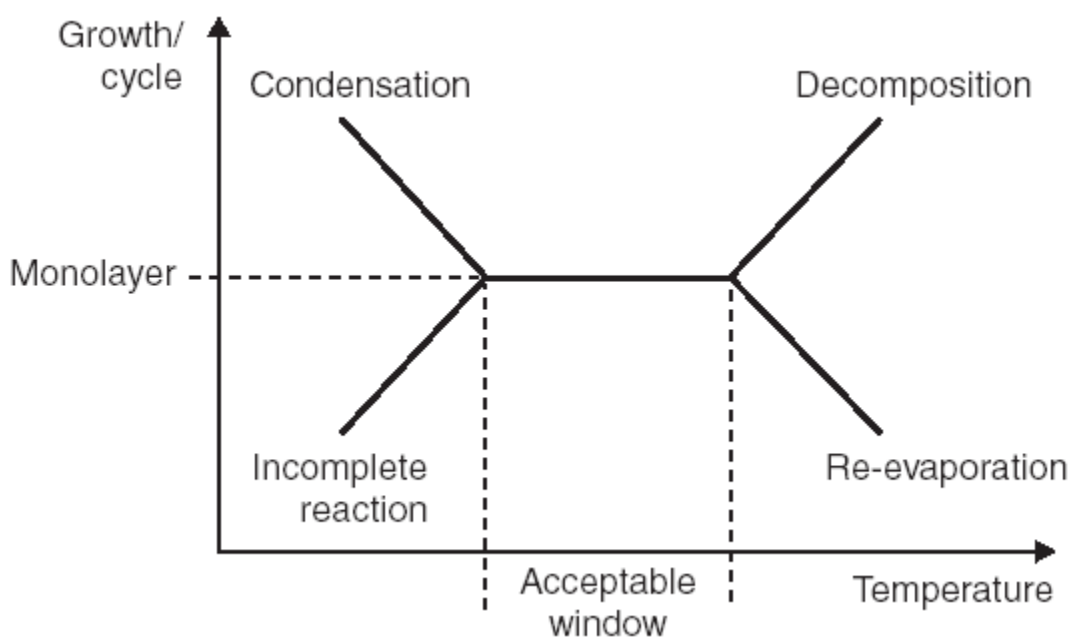 Growth/
cycle
Condensation
Decomposition
Monolayer
Incomplete
reaction
Re-evaporation
Acceptable
window
Temperature